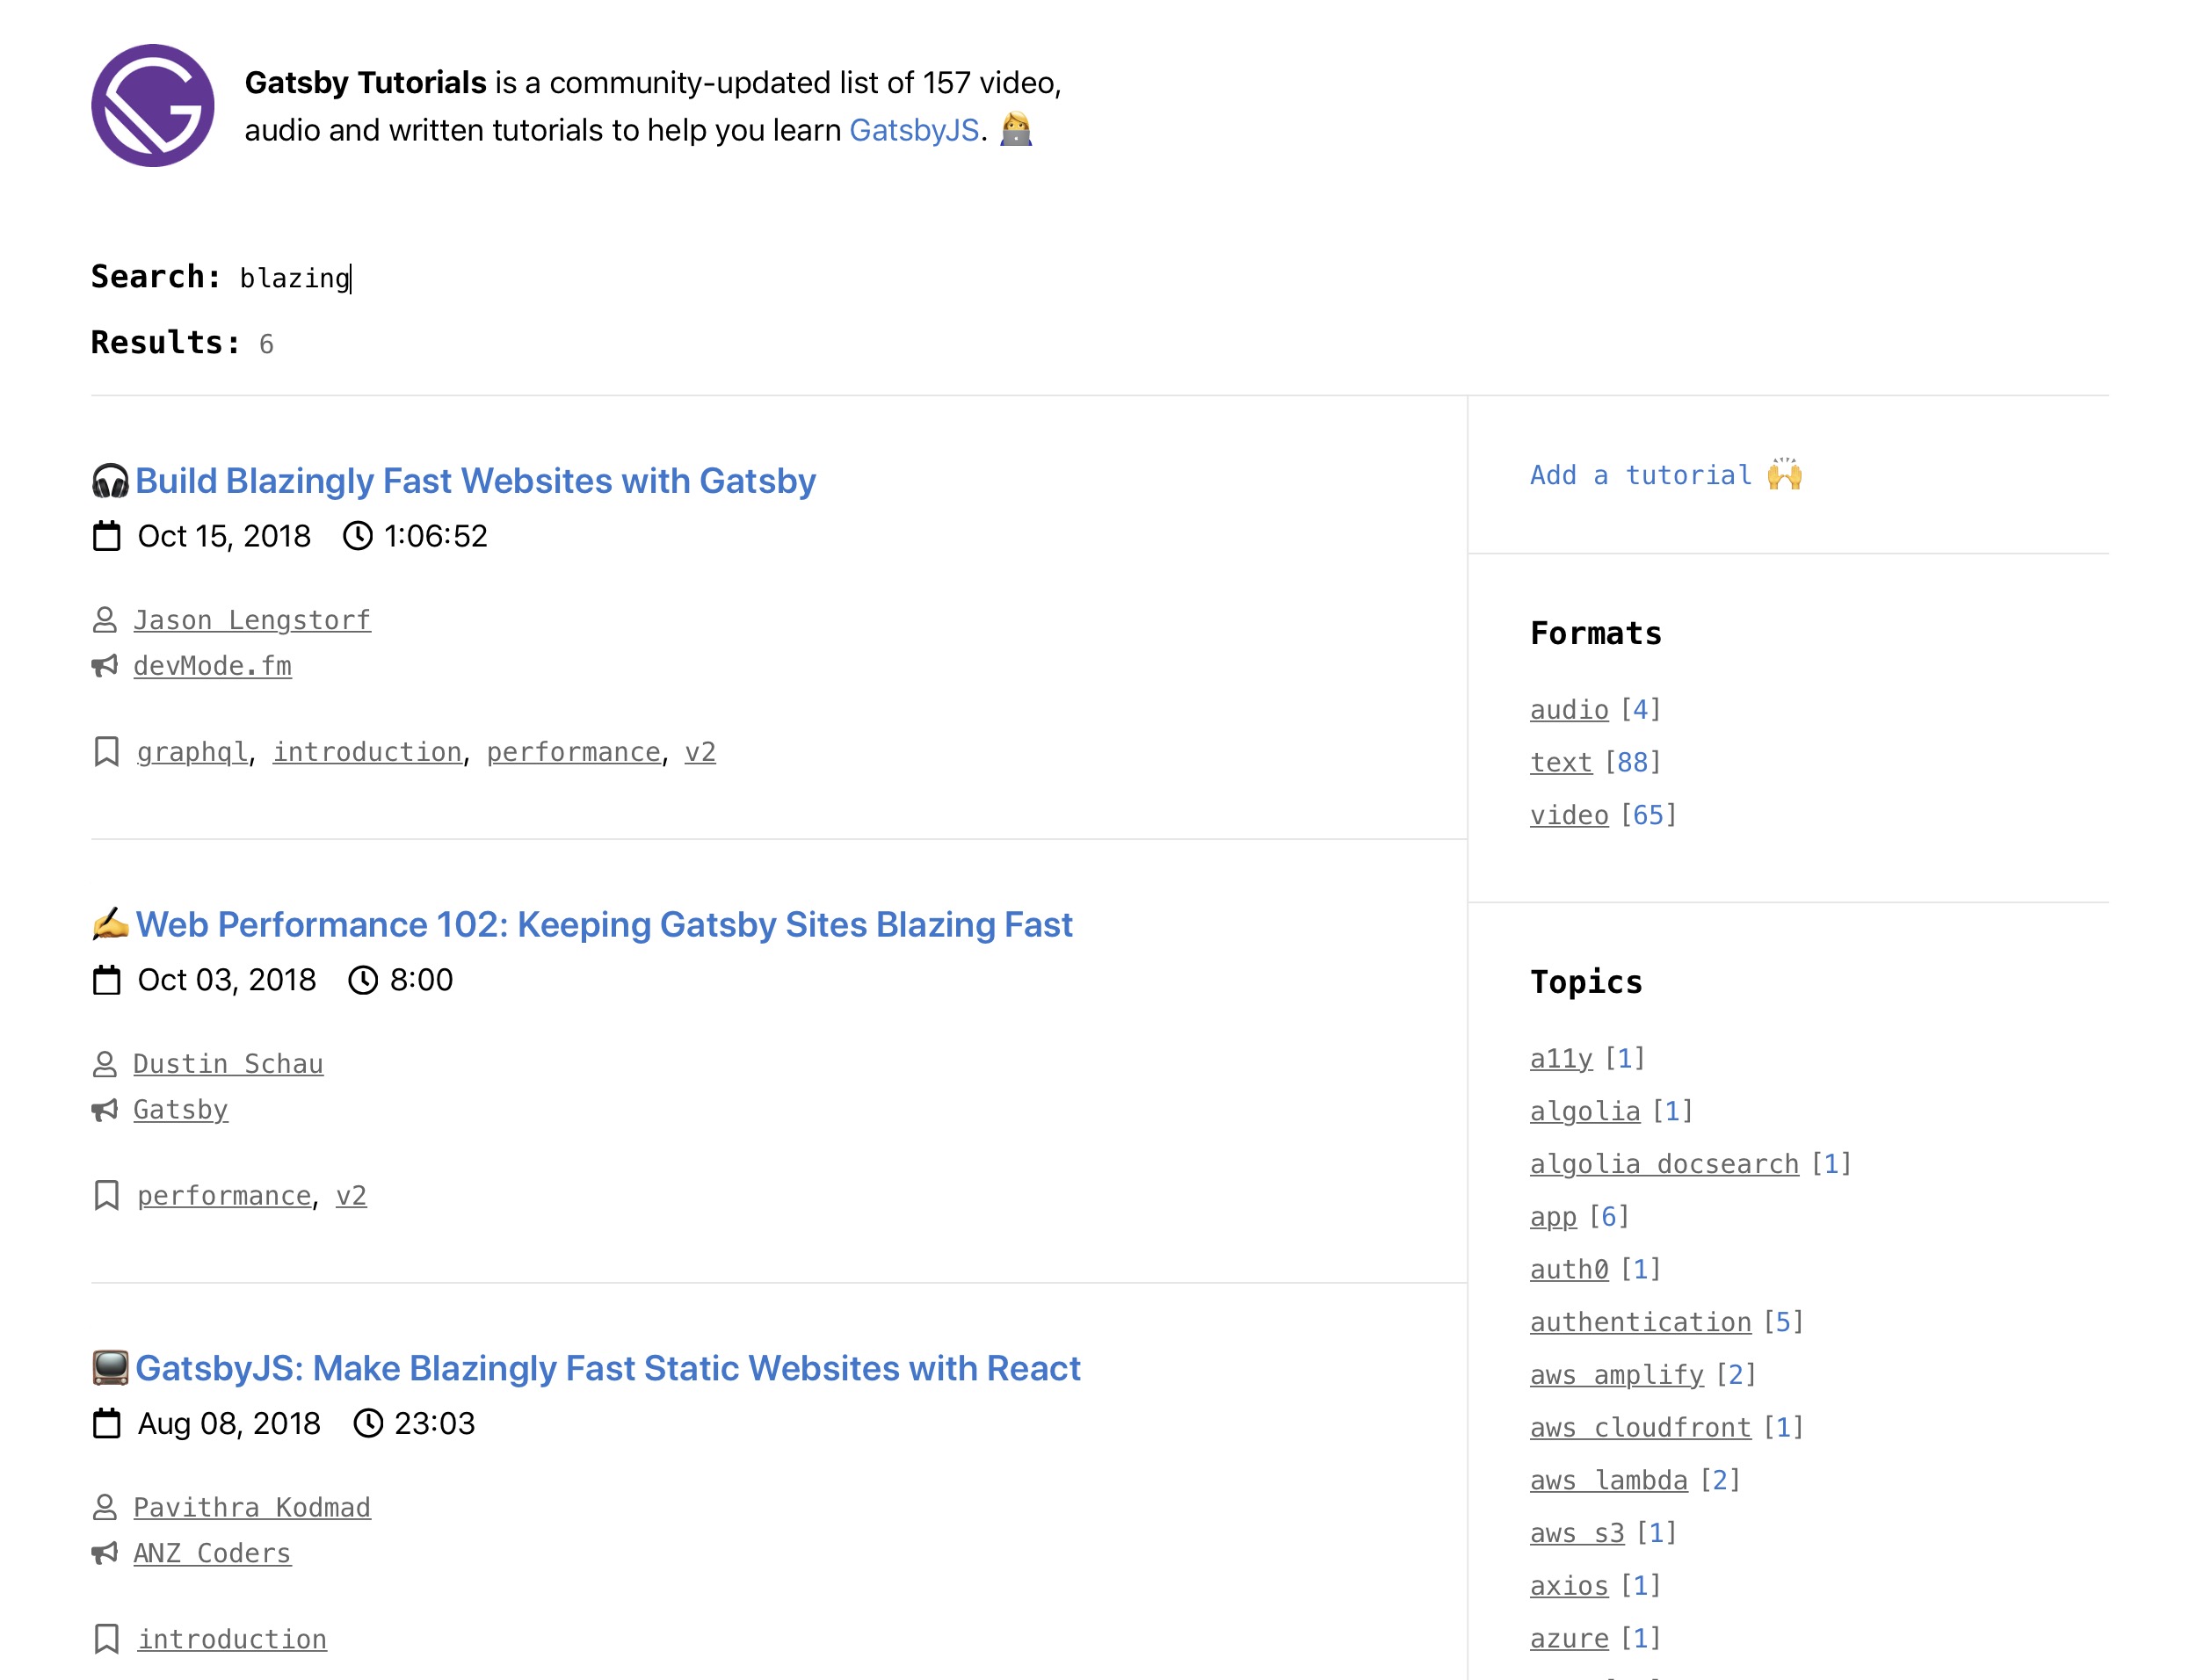 Gatsby Tutorials is a community-updated list of 157 video,
audio and written tutorials to help you learn GatsbyJS. 👩‍💻
Search: blazing
Results: 6
🎧 Build Blazingly Fast Websites with Gatsby
Oct 15, 2018 1:06:52
Jason Lengstorf
devMode.fm
graphql, introduction, performance, v2
✍️ Web Performance 102: Keeping Gatsby Sites Blazing Fast
Oct 03, 2018 8:00
Dustin Schau
Gatsby
performance, v2
📺 GatsbyJS: Make Blazingly Fast Static Websites with React
Aug 08, 2018 23:03
Pavithra Kodmad
ANZ Coders
introduction
Add a tutorial 🙌
Formats
audio [4]
text [88]
video [65]
Topics
a11y [1]
algolia [1]
algolia docsearch [1]
app [6]
auth0 [1]
authentication [5]
aws amplify [2]
aws cloudfront [1]
aws lambda [2]
aws s3 [1]
axios [1]
azure [1]